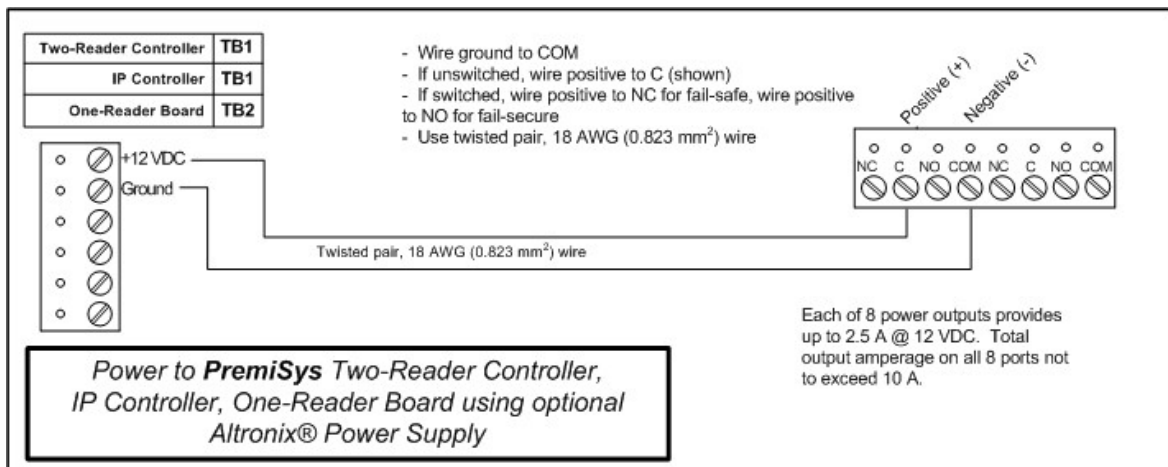 Two-Reader Controller TB1
IP Controller TB1
One-Reader Board TB2
- Wire ground to COM
- If unswitched, wire positive to C (shown)
- If switched, wire positive to NC for fail-safe, wire positive
to NO for fail-secure
- Use twisted pair, 18 AWG (0.823 mm²) wire
Positive (+)
Negative (-)
NC C NO COM NC C NO COM
+12 VDC
Ground
Twisted pair, 18 AWG (0.823 mm²) wire
Each of 8 power outputs provides
up to 2.5 A @ 12 VDC. Total
output amperage on all 8 ports not
to exceed 10 A.
Power to PremiSys Two-Reader Controller,
IP Controller, One-Reader Board using optional
Altronix® Power Supply